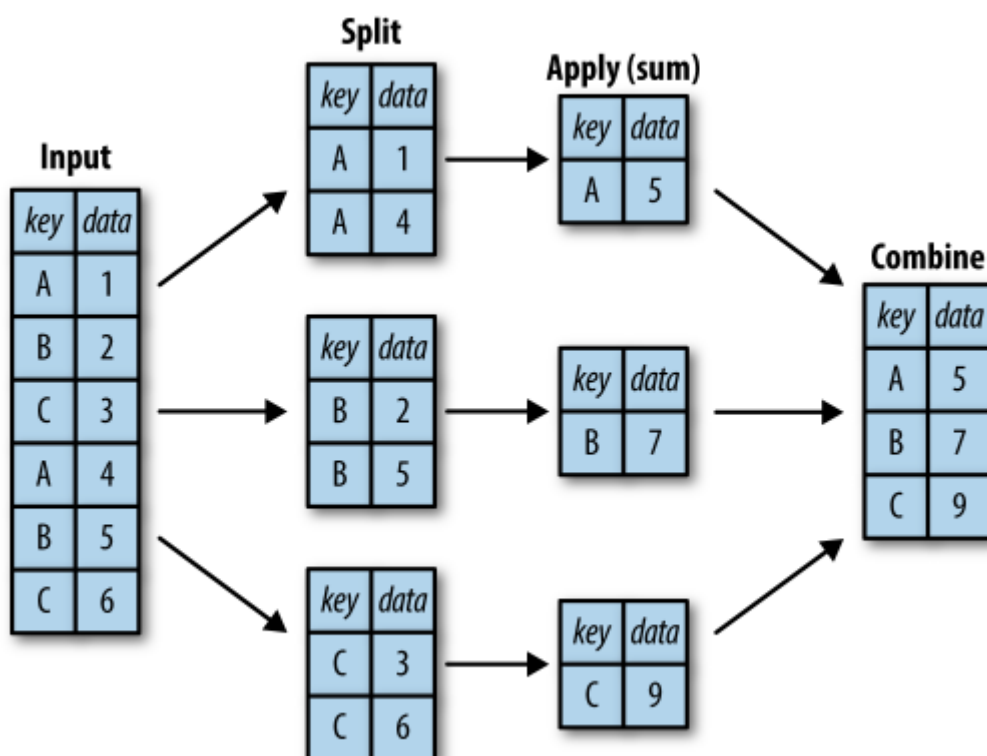 Input
key data
A 1
B 2
C 3
A 4
B 5
C 6
Split
key data
A 1
A 4
key data
B 2
B 5
key data
C 3
C 6
Apply (sum)
key data
A 5
key data
B 7
key data
C 9
Combine
key data
A 5
B 7
C 9